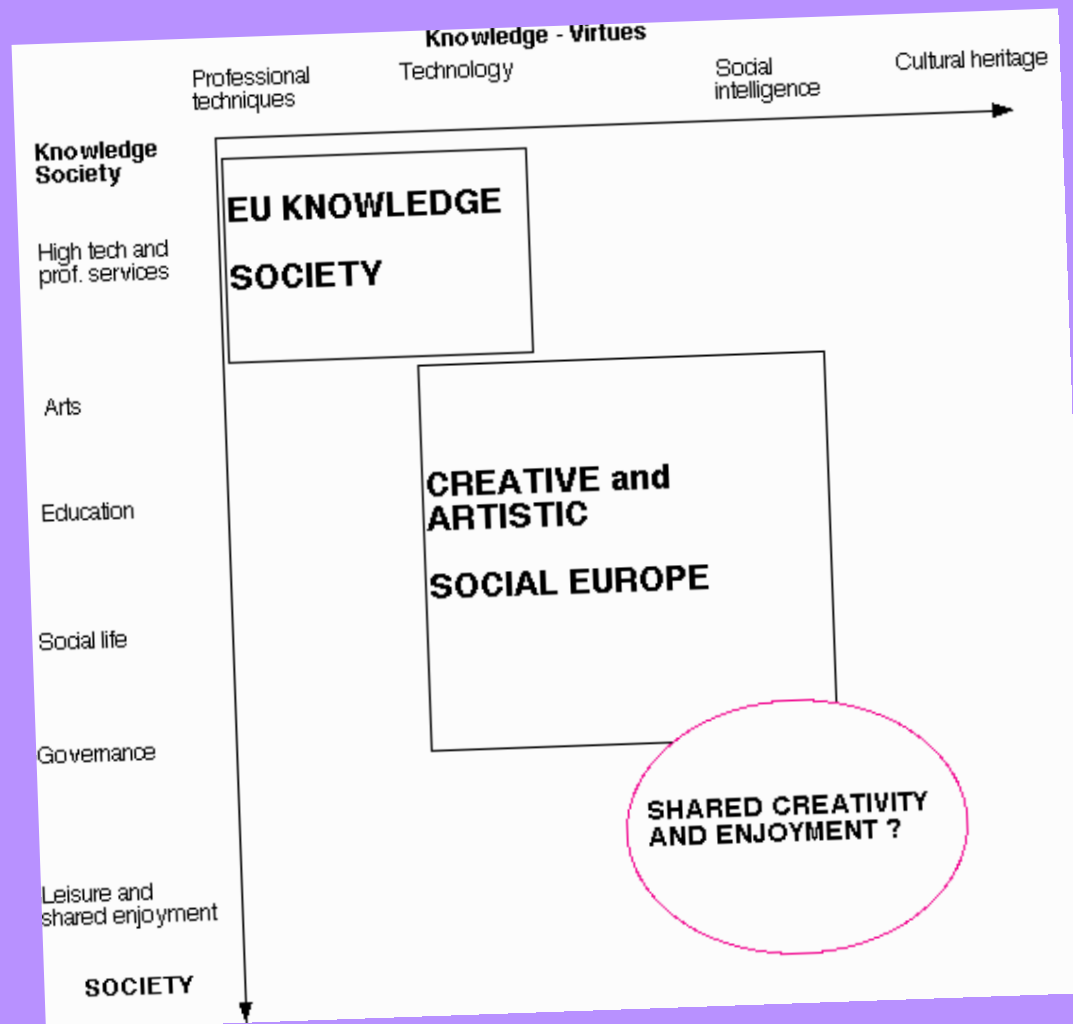 Knowledge - Virtues
Professional
techniques
Technology
Social
intelligence
Cultural heritage
Knowledge
Society
EU KNOWLEDGE
SOCIETY
High tech and
prof. services
Arts
CREATIVE and
ARTISTIC
SOCIAL EUROPE
Education
Social life
Governance
SHARED CREATIVITY
AND ENJOYMENT ?
Leisure and
shared enjoyment
SOCIETY